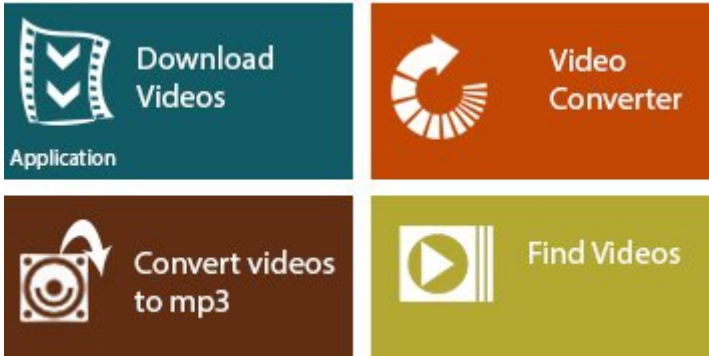 Download
Videos
Application
Video
Converter
Convert videos
to mp3
Find Videos